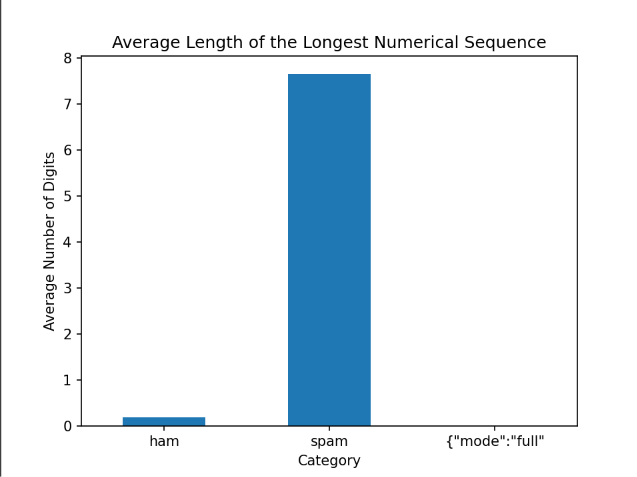 Average Length of the Longest Numerical Sequence
8
7
6
5
4
3
2
1
0
Average Number of Digits
ham spam {"mode":"full"
Category